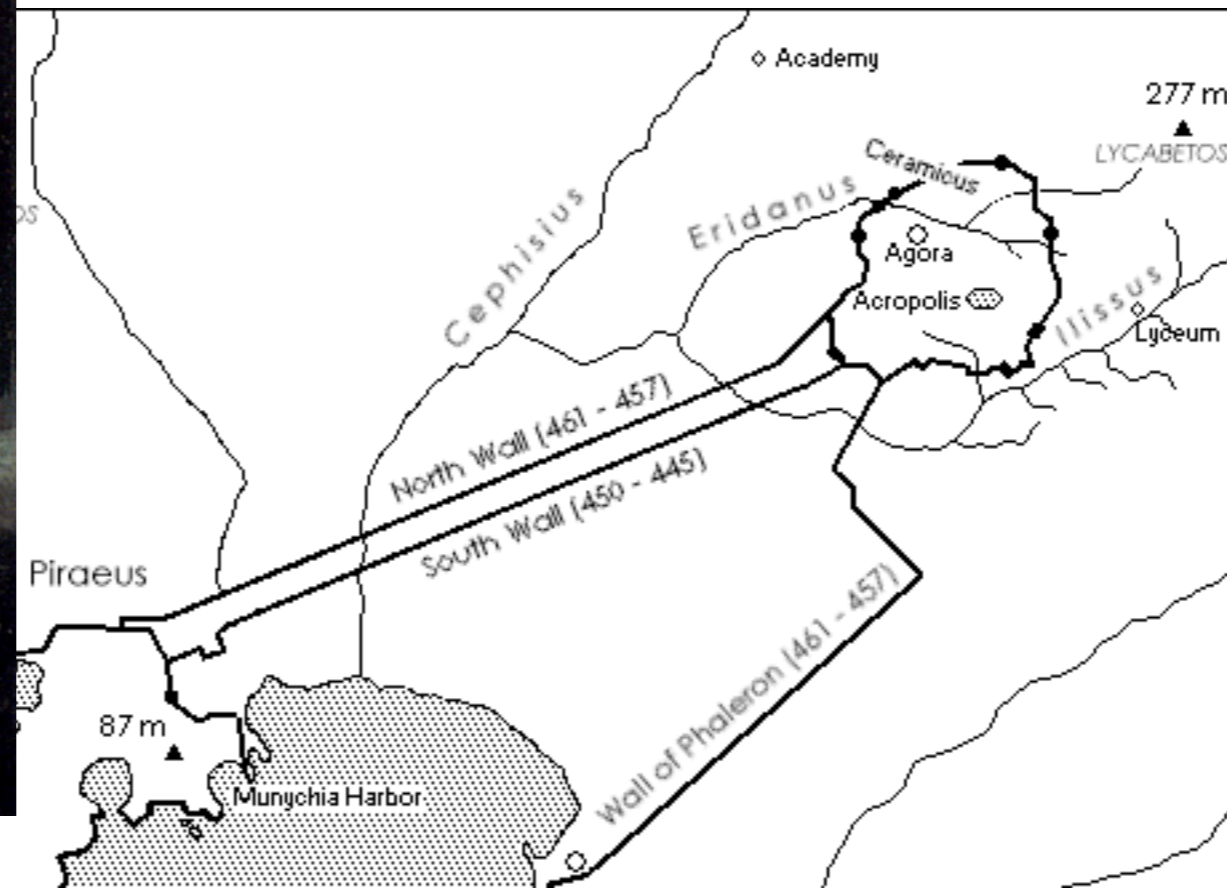 Academy
277 m
LYCABETOS
Ceramicus
OS
Eridanus
Cephisius
Agora
Acropolis
Ilissus
Lyceum
North Wall (461 - 457)
South Wall (450 - 445)
Piraeus
Wall of Phaleron (461 - 457)
87 m
Munychia Harbor